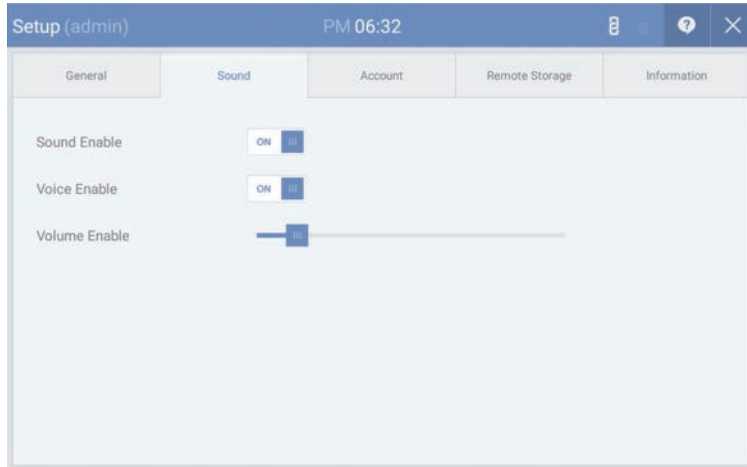 Setup (admin) PM 06:32 ?
General Sound Account Remote Storage Information
Sound Enable ON
Voice Enable ON
Volume Enable